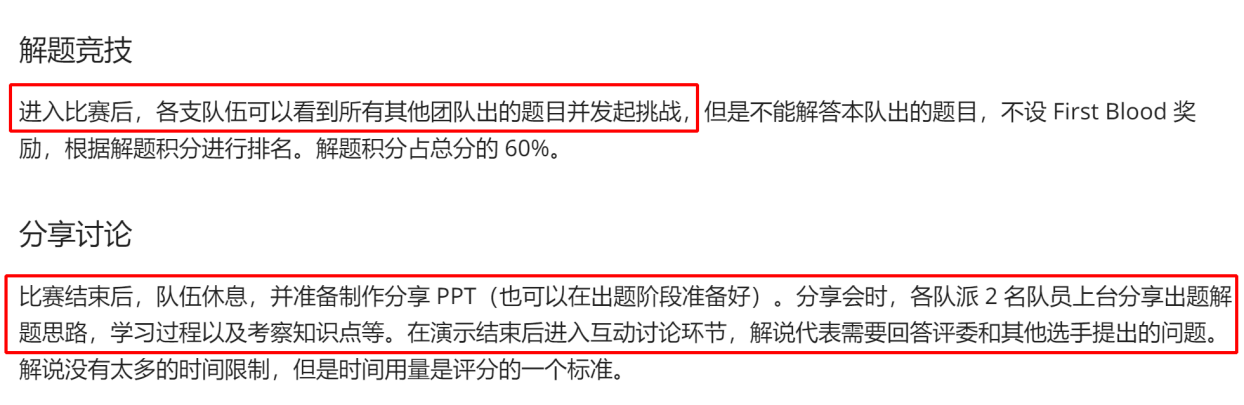 解题竞技
进入比赛后，各支队伍可以看到所有其他团队出的题目并发起挑战，但是不能解答本队出的题目，不设 First Blood 奖
励，根据解题积分进行排名。解题积分占总分的 60%。
分享讨论
比赛结束后，队伍休息，并准备制作分享 PPT（也可以在出题阶段准备好）。分享会时，各队派 2 名队员上台分享出题解
题思路，学习过程以及考察知识点等。在演示结束后进入互动讨论环节，解说代表需要回答评委和其他选手提出的问题。
解说没有太多的时间限制，但是时间用量是评分的一个标准。